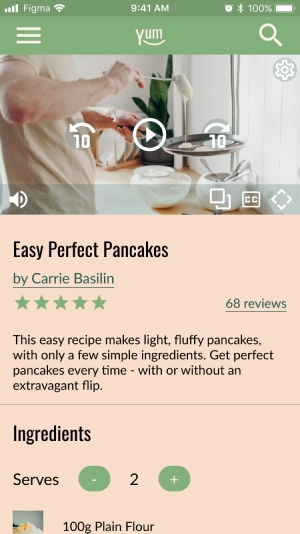 Figma 9:41 AM 100%
yum
10 10
CC
Easy Perfect Pancakes
by Carrie Basilin
68 reviews
This easy recipe makes light, fluffy pancakes,
with only a few simple ingredients. Get perfect
pancakes every time - with or without an
extravagant flip.
Ingredients
Serves - 2 +
100g Plain Flour